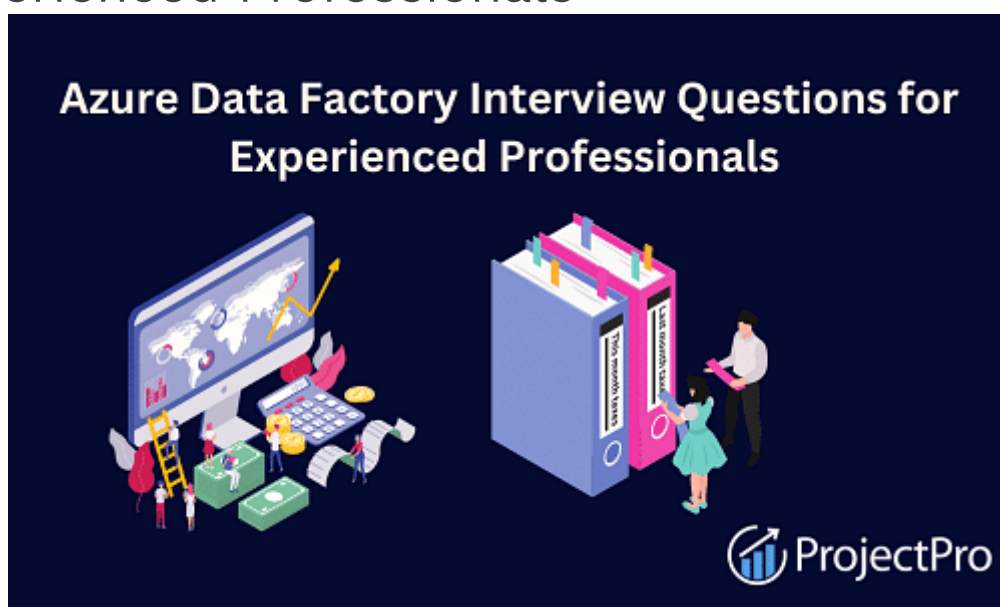 Azure Data Factory Interview Questions for
Experienced Professionals
This month taxes
Last month taxes
ProjectPro